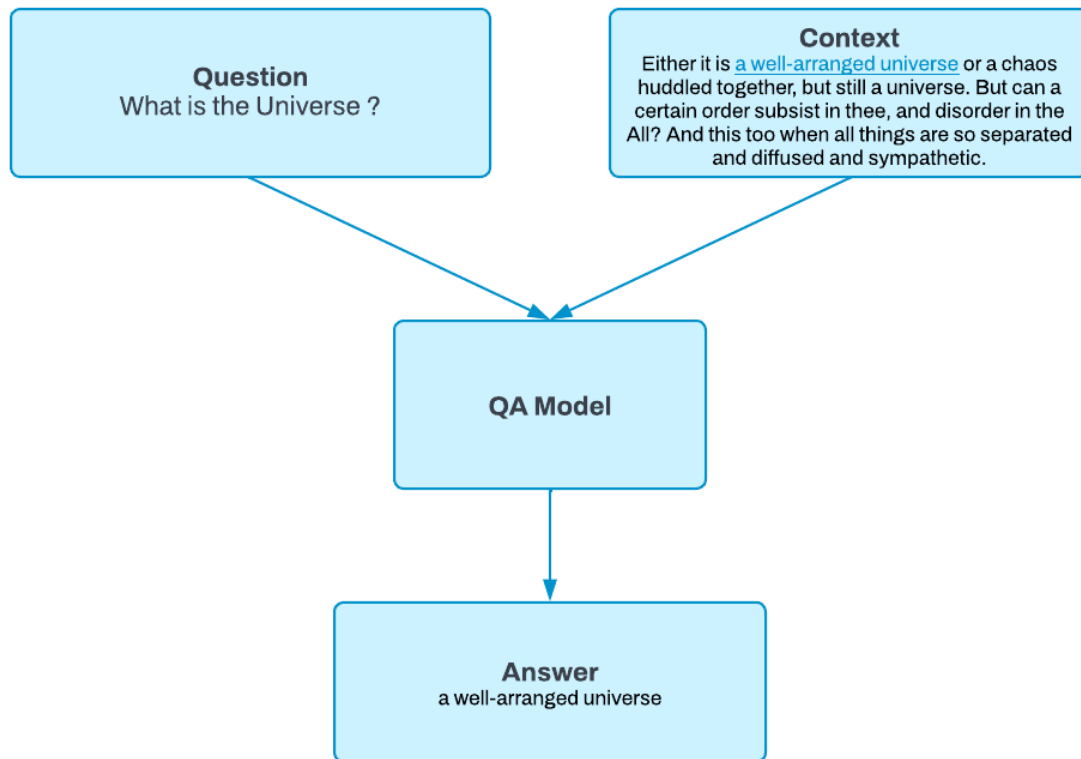 Question
What is the Universe ?
Context
Either it is a well-arranged universe or a chaos
huddled together, but still a universe. But can a
certain order subsist in thee, and disorder in the
All? And this too when all things are so separated
and diffused and sympathetic.
QA Model
Answer
a well-arranged universe